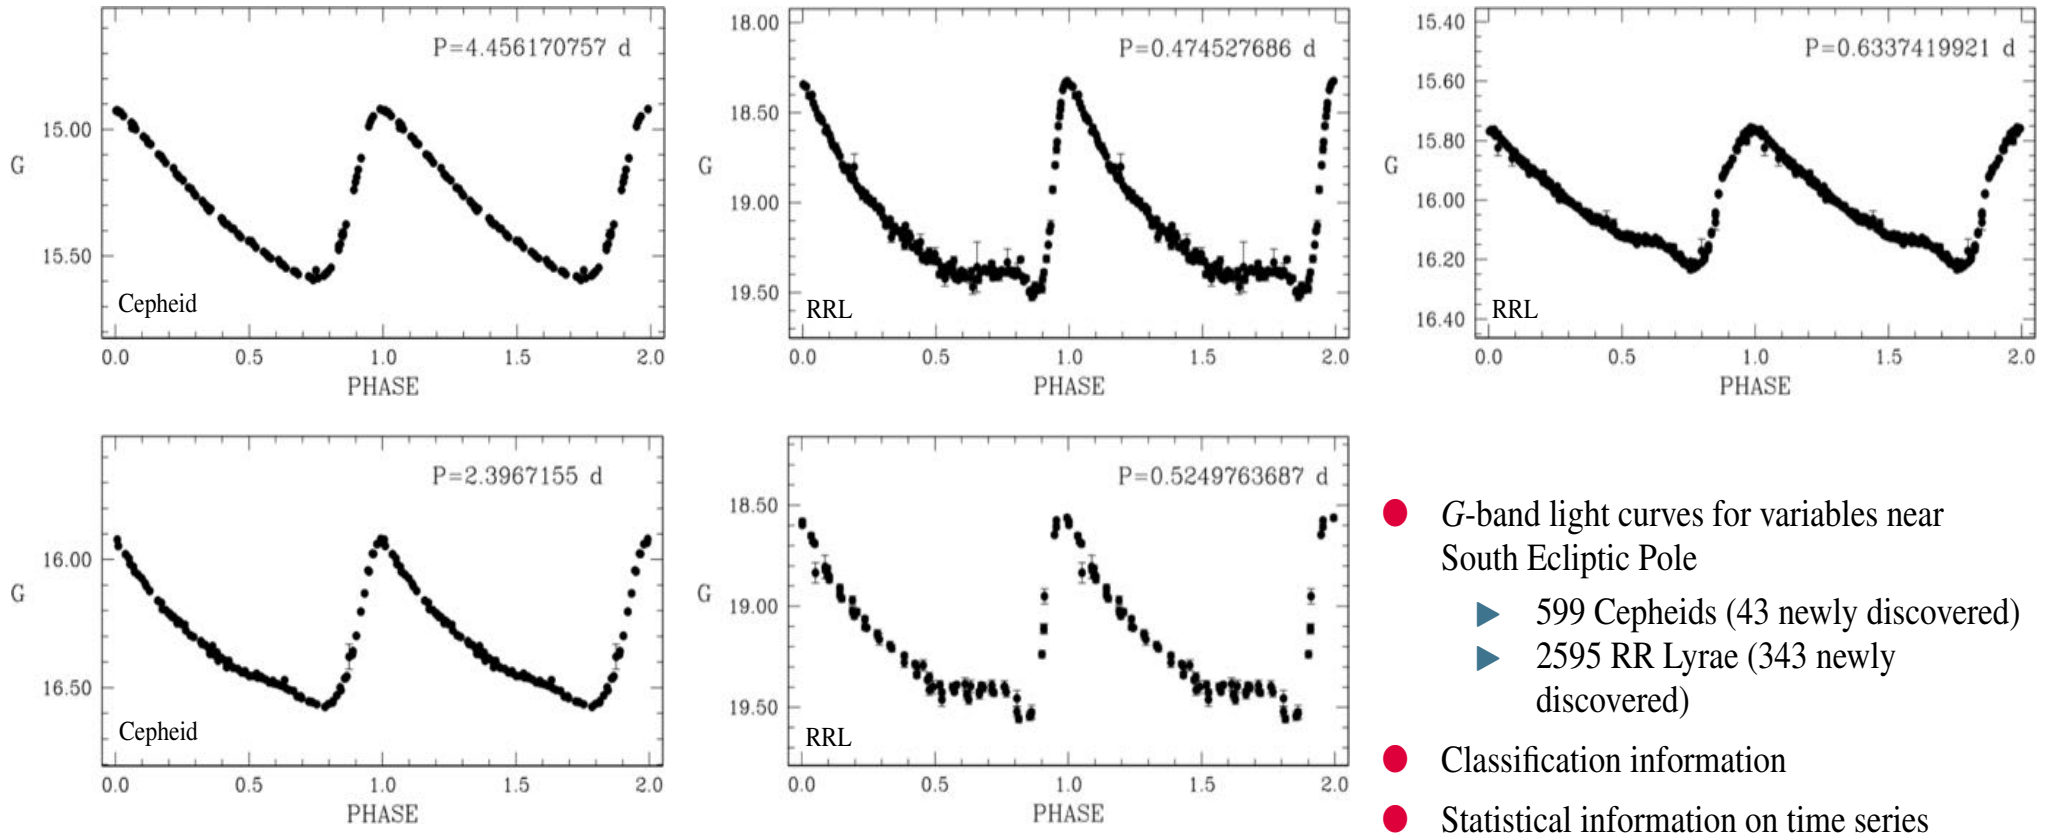 P=4.456170757 d
15.00
G
15.50
Cepheid
0.0 0.5 1.0 1.5 2.0
PHASE
18.00
P=0.474527686 d
18.50
G
19.00
19.50
RRL
0.0 0.5 1.0 1.5 2.0
PHASE
15.40
P=0.6337419921 d
15.60
15.80
G
16.00
16.20
RRL
16.40
0.0 0.5 1.0 1.5 2.0
PHASE
P=2.3967155 d
16.00
G
16.50
Cepheid
0.0 0.5 1.0 1.5 2.0
PHASE
P=0.5249763687 d
18.50
G
19.00
19.50
RRL
0.0 0.5 1.0 1.5 2.0
PHASE
G-band light curves for variables near
South Ecliptic Pole
599 Cepheids (43 newly discovered)
2595 RR Lyrae (343 newly
discovered)
Classification information
Statistical information on time series